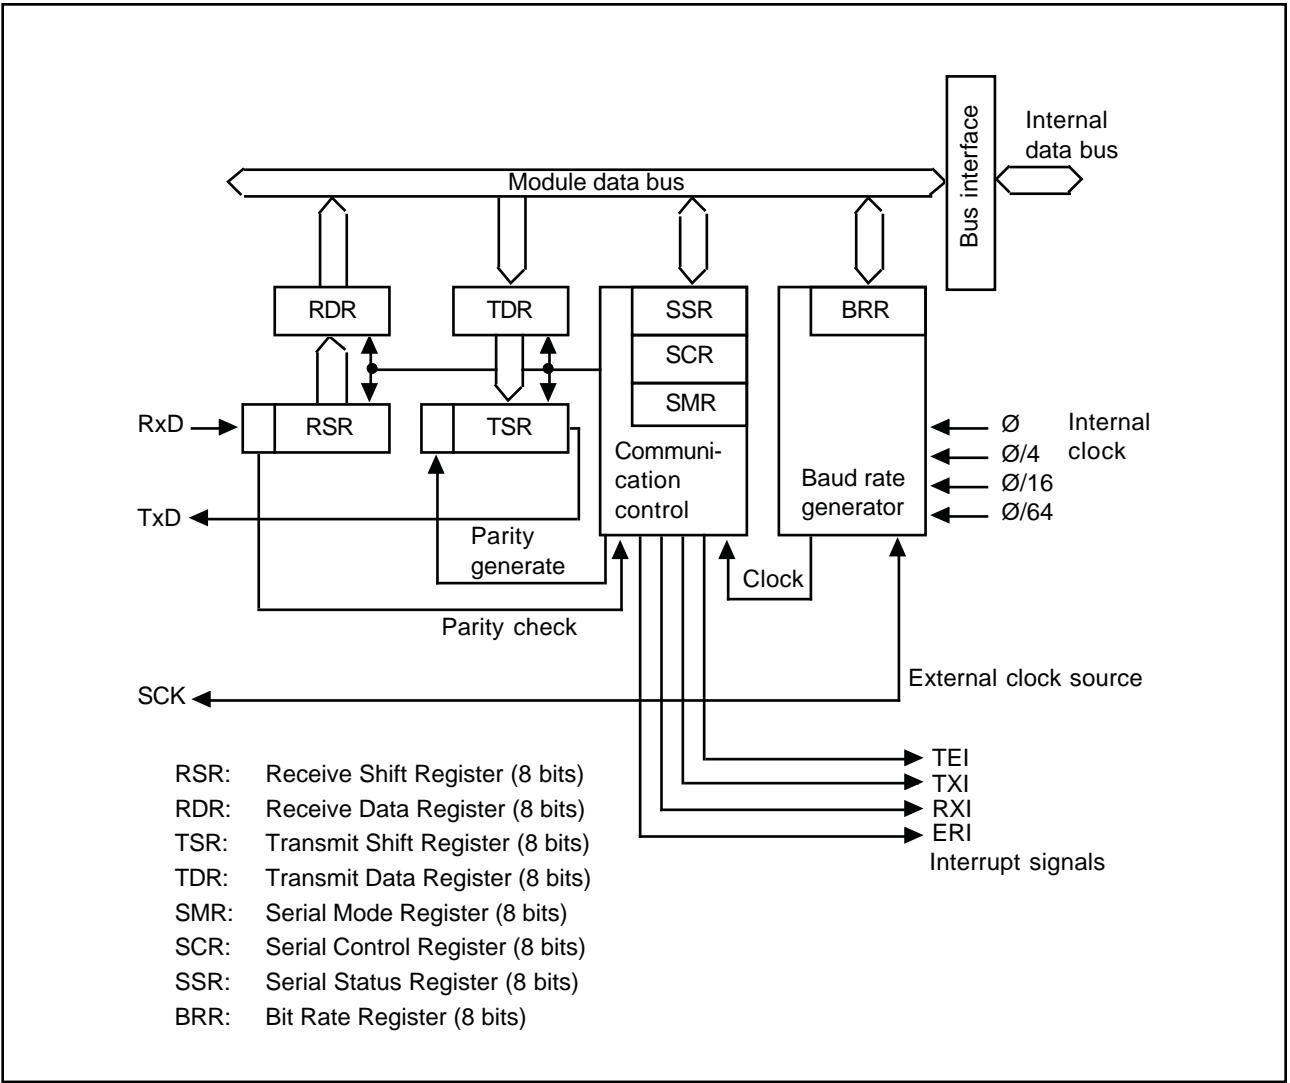 Internal
data bus
Bus interface
Module data bus
RDR
TDR
SSR
BRR
SCR
SMR
RxD
RSR
TSR
Communi-
cation
control
Baud rate
generator
Ø
Ø/4
Ø/16
Ø/64
Internal
clock
TxD
Parity
generate
Clock
Parity check
SCK
External clock source
TEI
TXI
RXI
ERI
Interrupt signals
RSR: Receive Shift Register (8 bits)
RDR: Receive Data Register (8 bits)
TSR: Transmit Shift Register (8 bits)
TDR: Transmit Data Register (8 bits)
SMR: Serial Mode Register (8 bits)
SCR: Serial Control Register (8 bits)
SSR: Serial Status Register (8 bits)
BRR: Bit Rate Register (8 bits)